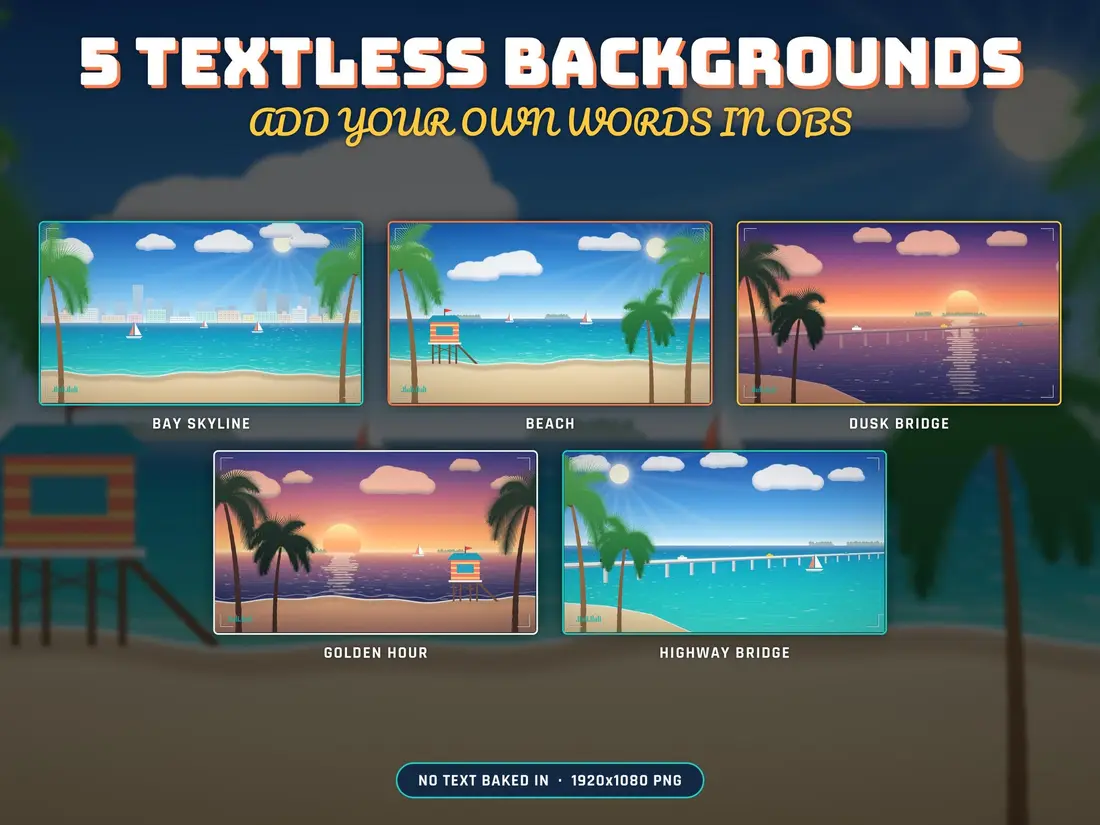 5 TEXTLESS BACKGROUNDS
ADD YOUR OWN WORDS IN OBS
BAY SKYLINE
BEACH
DUSK BRIDGE
GOLDEN HOUR
HIGHWAY BRIDGE
NO TEXT BAKED IN · 1920x1080 PNG